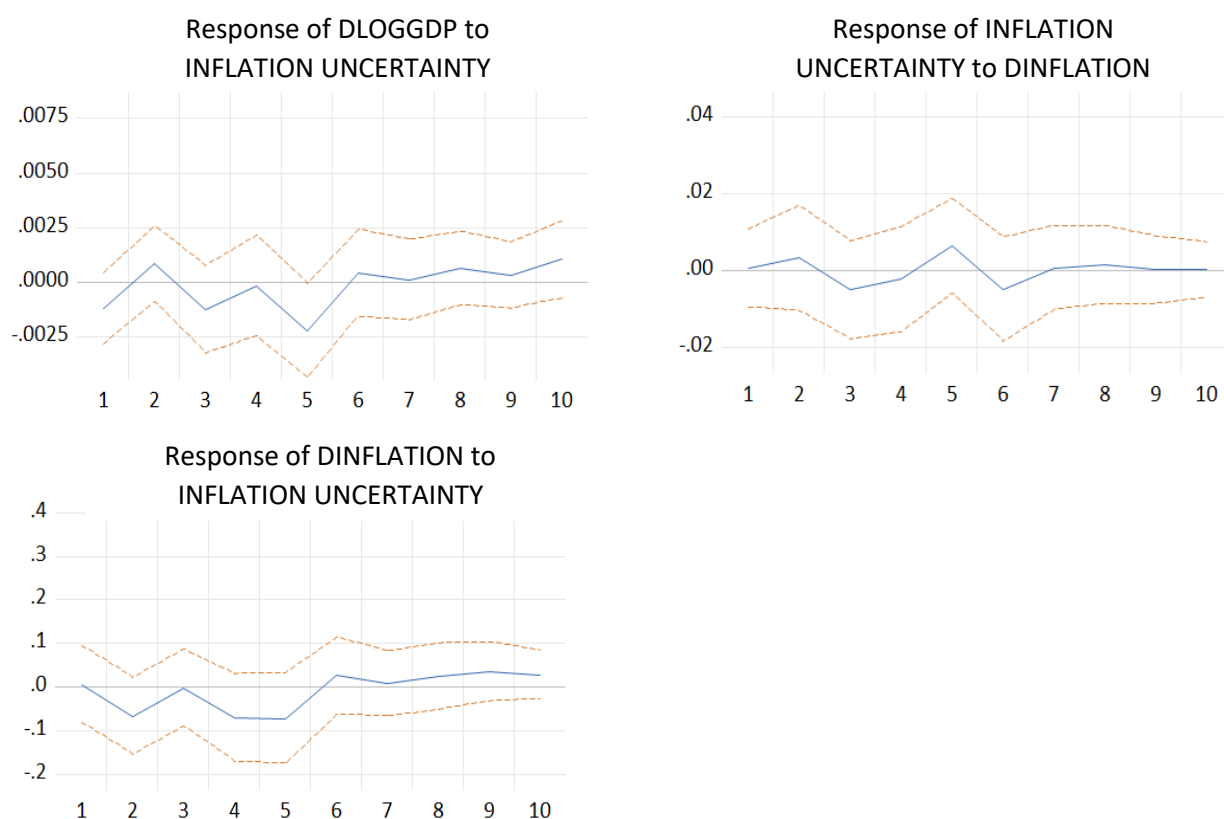 Response of DLOGGDP to
INFLATION UNCERTAINTY
.0075
.0050
.0025
.0000
-.0025
1 2 3 4 5 6 7 8 9 10
Response of INFLATION
UNCERTAINTY to DINFLATION
.04
.02
.00
-.02
1 2 3 4 5 6 7 8 9 10
Response of DINFLATION to
INFLATION UNCERTAINTY
.4
.3
.2
.1
.0
-.1
-.2
1 2 3 4 5 6 7 8 9 10